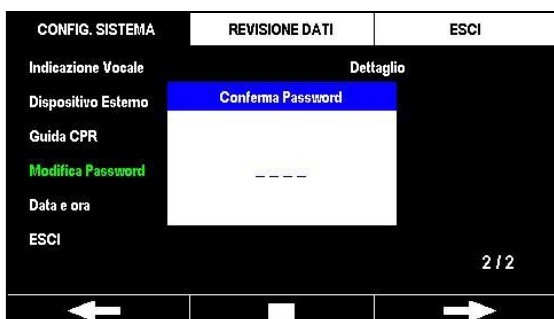 CONFIG. SISTEMA REVISIONE DATI ESCI
Indicazione Vocale Dettaglio
Dispositivo Esterno
Conferma Password
Guida CPR
Modifica Password
_ _ _ _
Data e ora
ESCI
2 / 2